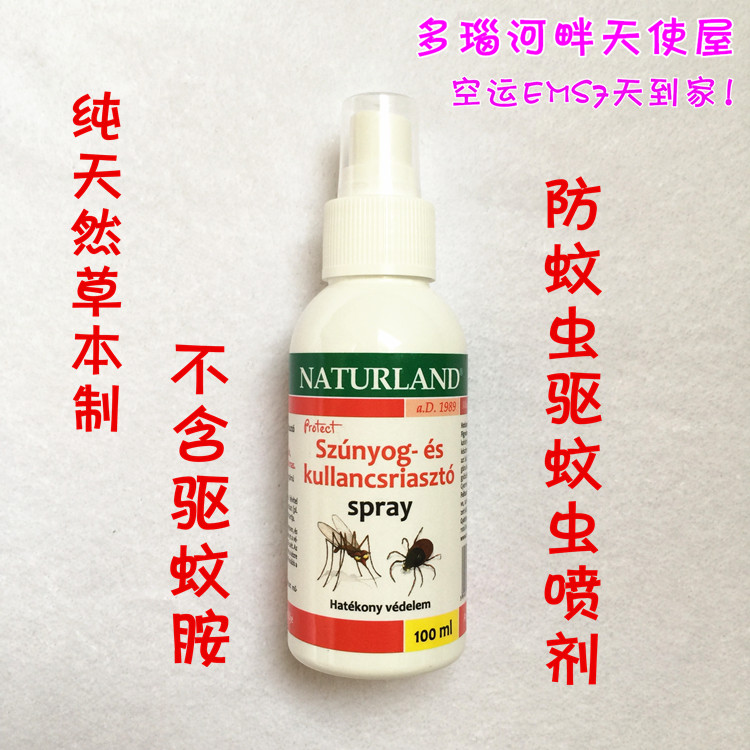 多瑙河畔天使屋
空运EMS7天到家!
纯天然草本制
不含驱蚊胺
防蚊虫驱蚊虫喷剂
NATURLAND®
a.D. 1989
Protect
Szúnyog- és
kullancsriasztó
spray
Hatékony védelem
100 ml